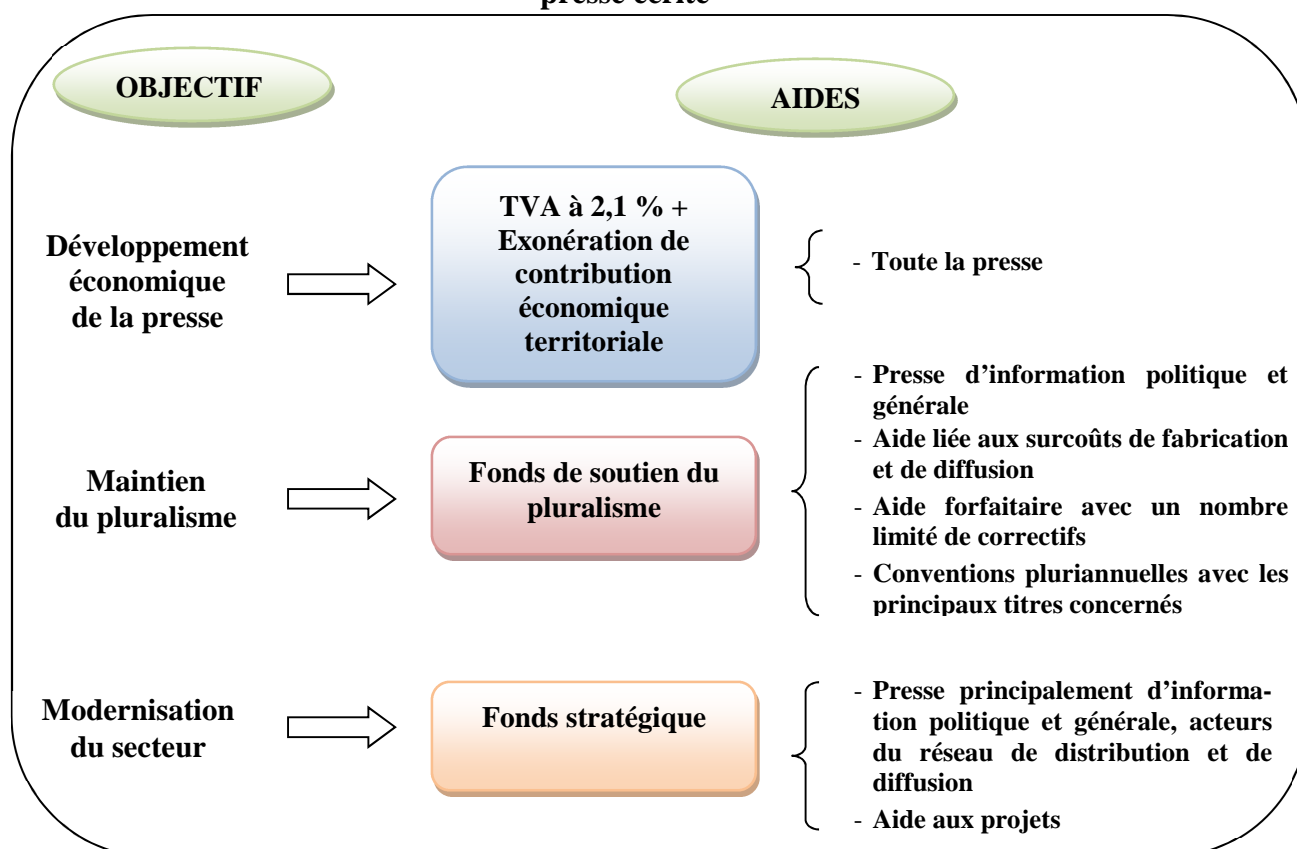 presse écrite
OBJECTIF
AIDES
Développement
économique
de la presse
TVA à 2,1 % +
Exonération de
contribution
économique
territoriale
- Toute la presse
Maintien
du pluralisme
Fonds de soutien du
pluralisme
- Presse d’information politique et
générale
- Aide liée aux surcoûts de fabrication
et de diffusion
- Aide forfaitaire avec un nombre
limité de correctifs
- Conventions pluriannuelles avec les
principaux titres concernés
Modernisation
du secteur
Fonds stratégique
- Presse principalement d’informa-
tion politique et générale, acteurs
du réseau de distribution et de
diffusion
- Aide aux projets